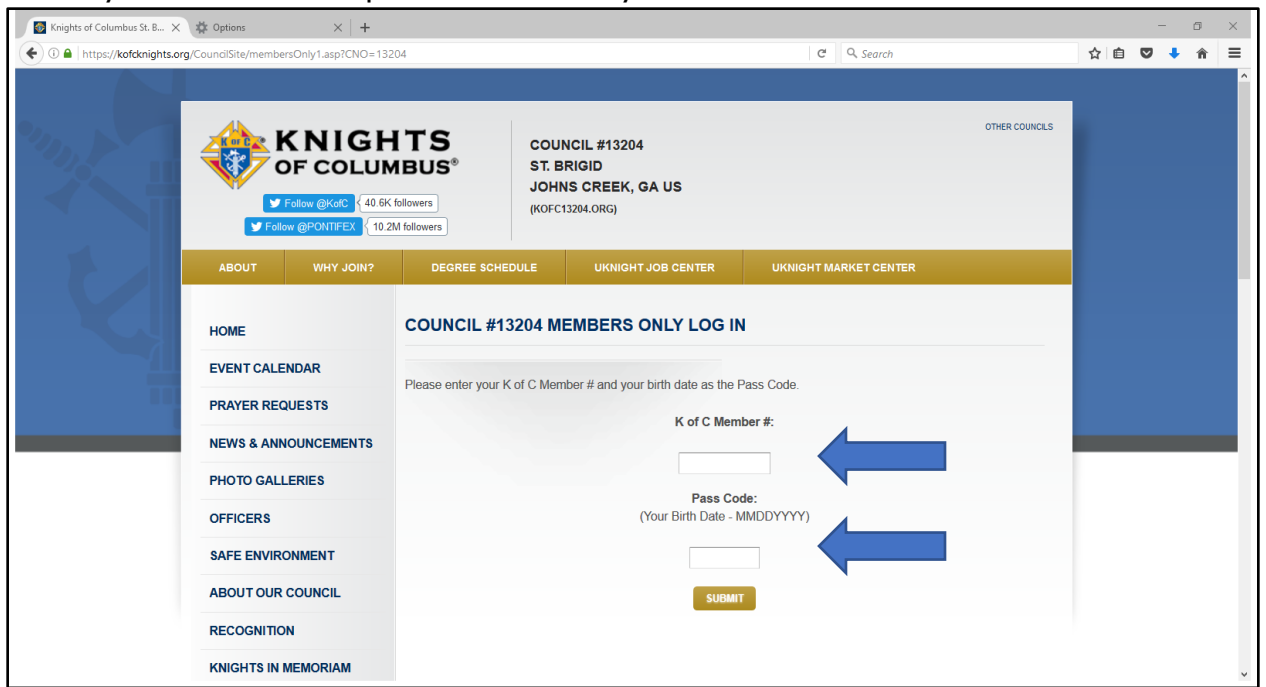 Knights of Columbus St. B...
Options
https://kofcknights.org/CouncilSite/membersOnly1.asp?CNO=13204
Search
K OF C
KNIGHTS
OF COLUMBUS®
Follow @KofC 40.6K followers
Follow @PONTIFEX 10.2M followers
COUNCIL #13204
ST. BRIGID
JOHNS CREEK, GA US
(KOFC13204.ORG)
OTHER COUNCILS
ABOUT WHY JOIN? DEGREE SCHEDULE UKNIGHT JOB CENTER UKNIGHT MARKET CENTER
HOME
EVENT CALENDAR
PRAYER REQUESTS
NEWS & ANNOUNCEMENTS
PHOTO GALLERIES
OFFICERS
SAFE ENVIRONMENT
ABOUT OUR COUNCIL
RECOGNITION
KNIGHTS IN MEMORIAM
COUNCIL #13204 MEMBERS ONLY LOG IN
Please enter your K of C Member # and your birth date as the Pass Code.
K of C Member #:
Pass Code:
(Your Birth Date - MMDDYYYY)
SUBMIT